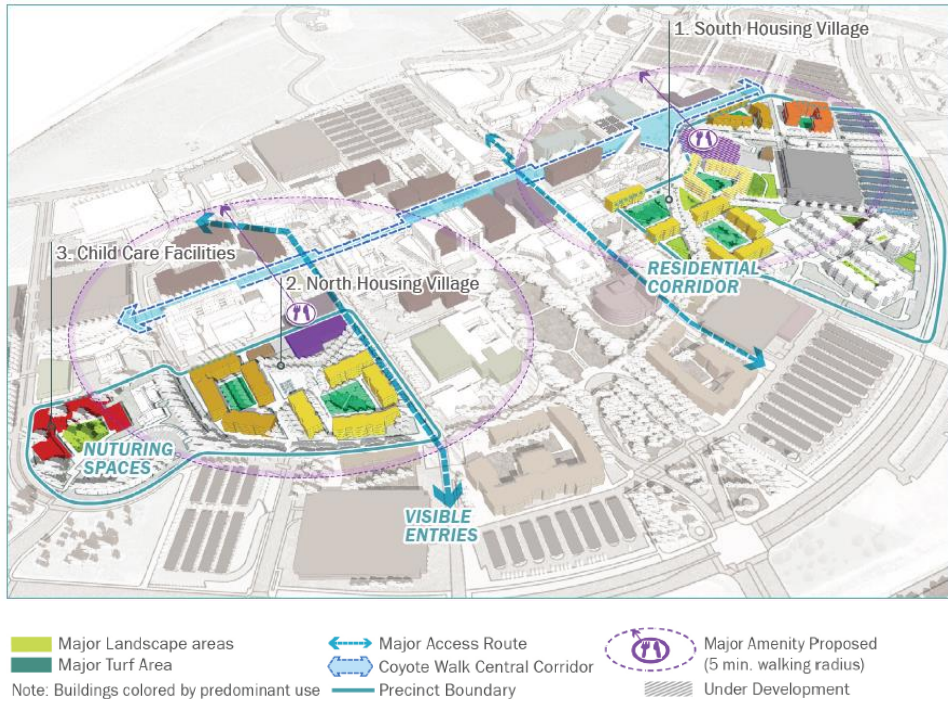 1. South Housing Village
3. Child Care Facilities
2. North Housing Village
RESIDENTIAL
CORRIDOR
NUTURING
SPACES
VISIBLE
ENTRIES
Major Landscape areas
Major Turf Area
Note: Buildings colored by predominant use
Major Access Route
Coyote Walk Central Corridor
Precinct Boundary
Major Amenity Proposed
(5 min. walking radius)
Under Development